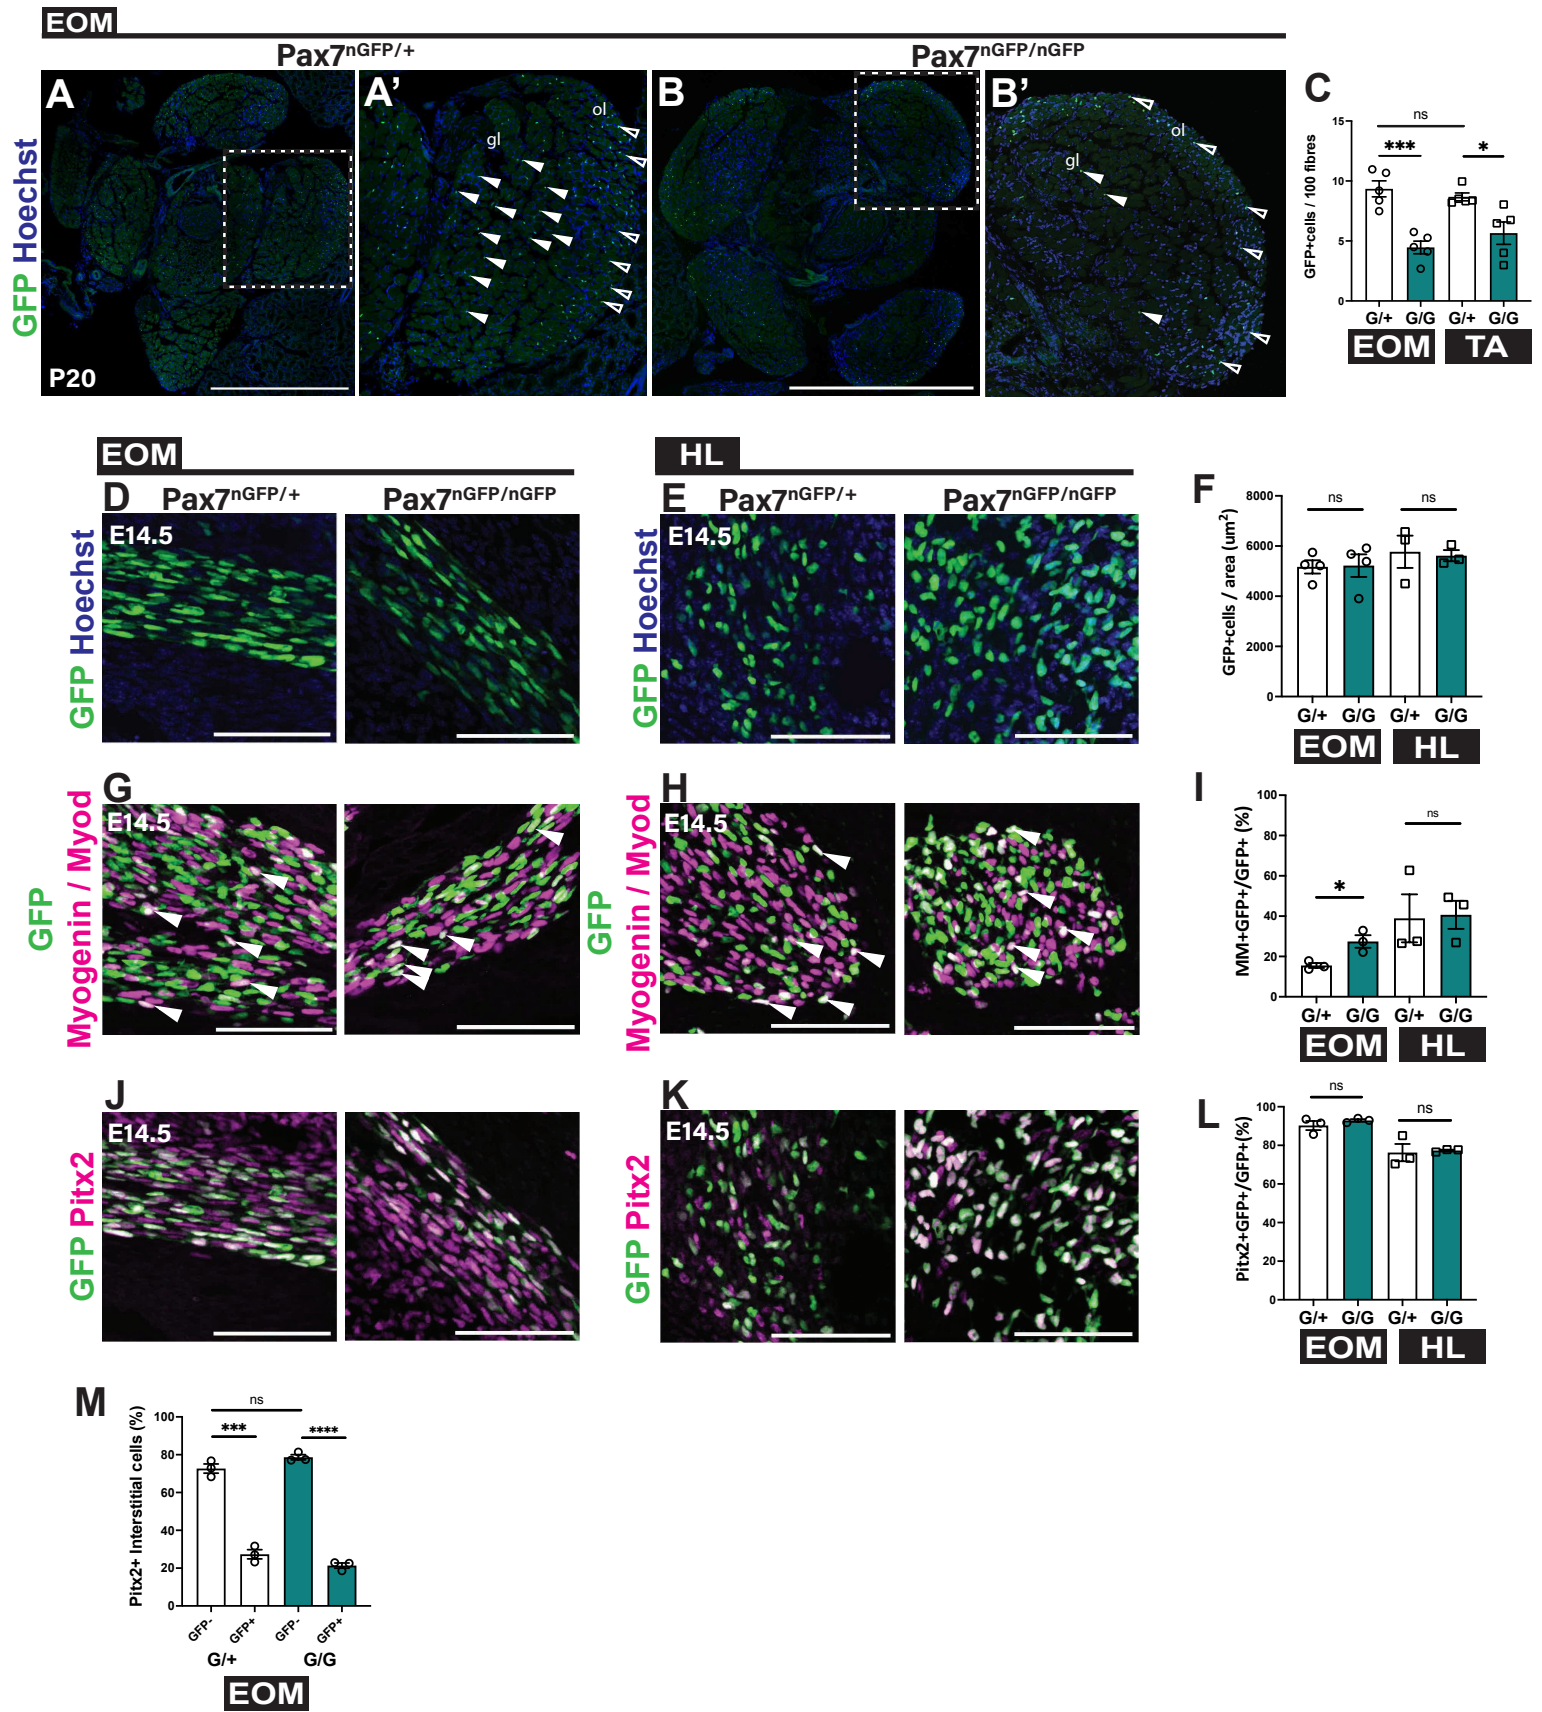 EOM
Pax7nGFP/+
Pax7nGFP/nGFP
A
A'
B
B'
C
GFP Hoechst
P20
gl
ol
gl
ol
GFP+cells / 100 fibres
15
10
5
0
ns
***
*
G/+ G/G G/+ G/G
EOM TA
EOM
HL
D Pax7nGFP/+ Pax7nGFP/nGFP
E Pax7nGFP/+ Pax7nGFP/nGFP
F
GFP Hoechst
E14.5
GFP Hoechst
E14.5
GFP+cells / area (um2)
8000
6000
4000
2000
0
ns ns
G/+ G/G G/+ G/G
EOM HL
G
H
I
GFP
Myogenin / Myod
E14.5
GFP
Myogenin / Myod
E14.5
MM+GFP+/GFP+ (%)
100
80
60
40
20
0
*
ns
G/+ G/G G/+ G/G
EOM HL
J
K
L
GFP Pitx2
E14.5
GFP Pitx2
E14.5
Pitx2+GFP+/GFP+(%)
100
80
60
40
20
0
ns
ns
G/+ G/G G/+ G/G
EOM HL
M
Pitx2+ Interstitial cells (%)
100
80
60
40
20
0
ns
***
****
GFP- GFP+ GFP- GFP+
G/+ G/G
EOM